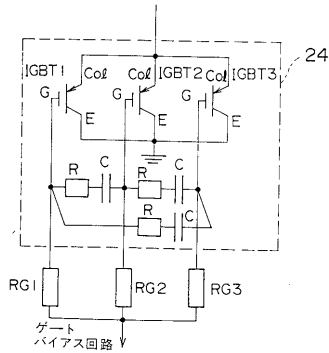 24
IGBT1 Col IGBT2 Col IGBT3
Col
G G G
E E E
R C R C
R C
RG1 RG2 RG3
ゲート
バイアス回路